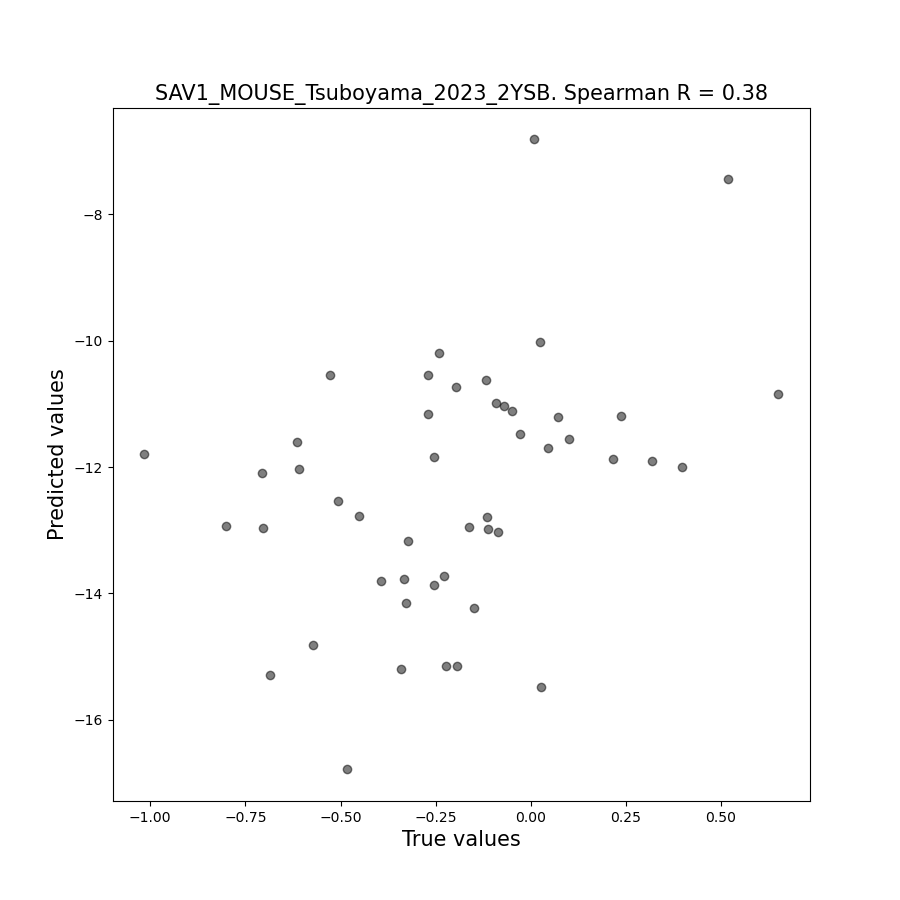 SAV1_MOUSE_Tsuboyama_2023_2YSB. Spearman R = 0.38
Predicted values
−8
−10
−12
−14
−16
−1.00 −0.75 −0.50 −0.25 0.00 0.25 0.50
True values